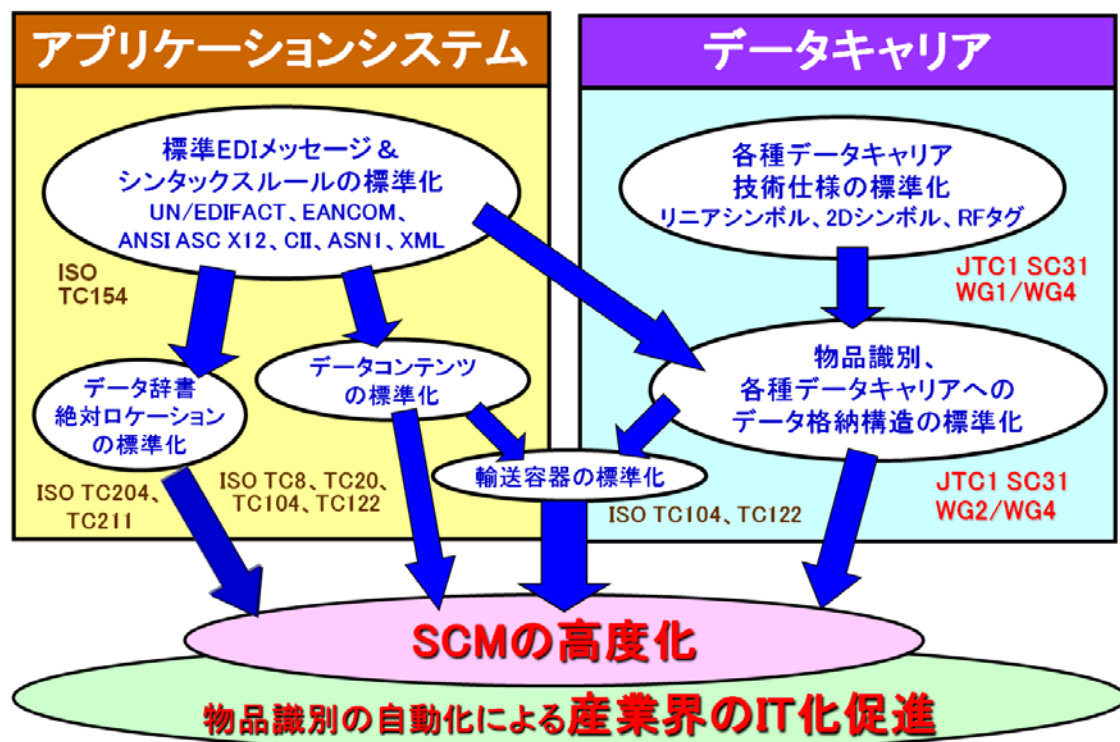 アプリケーションシステム
標準EDIメッセージ&
シンタックスルールの標準化
UN/EDIFACT、EANCOM、
ANSI ASC X12、CII、ASN1、XML
ISO
TC154
データ辞書
絶対ロケーション
の標準化
データコンテンツ
の標準化
ISO TC204、
TC211
ISO TC8、TC20、
TC104、TC122
輸送容器の標準化
データキャリア
各種データキャリア
技術仕様の標準化
リニアシンボル、2Dシンボル、RFタグ
JTC1 SC31
WG1/WG4
物品識別、
各種データキャリアへの
データ格納構造の標準化
ISO TC104、TC122
JTC1 SC31
WG2/WG4
SCMの高度化
物品識別の自動化による産業界のIT化促進